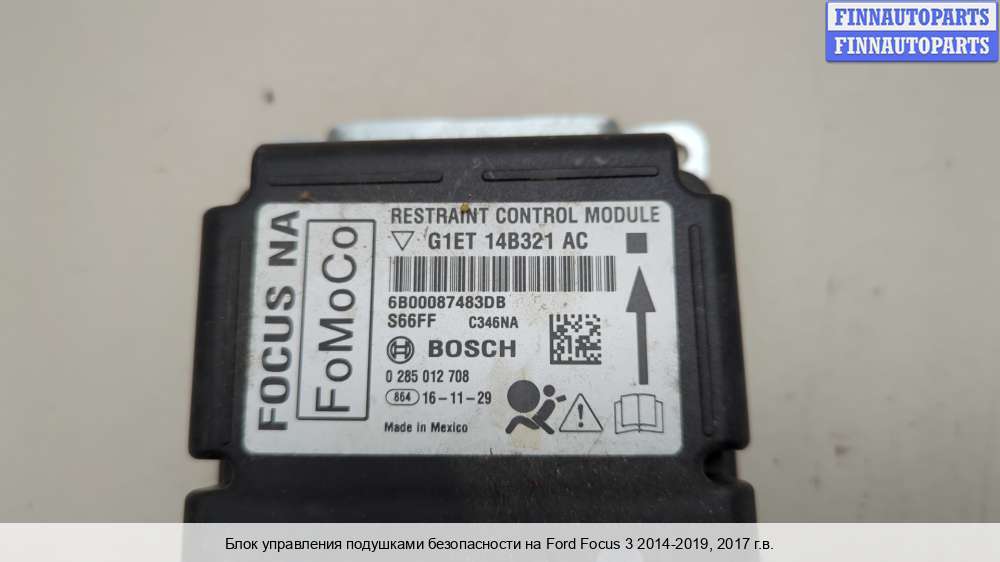 FINNAUTOPARTS
FINNAUTOPARTS
RESTRAINT CONTROL MODULE
G1ET 14B321 AC
FOCUS NA
FoMoCo
6B00087483DB
S66FF C346NA
BOSCH
0 285 012 708
864 16-11-29
Made in Mexico
Блок управления подушками безопасности на Ford Focus 3 2014-2019, 2017 г.в.